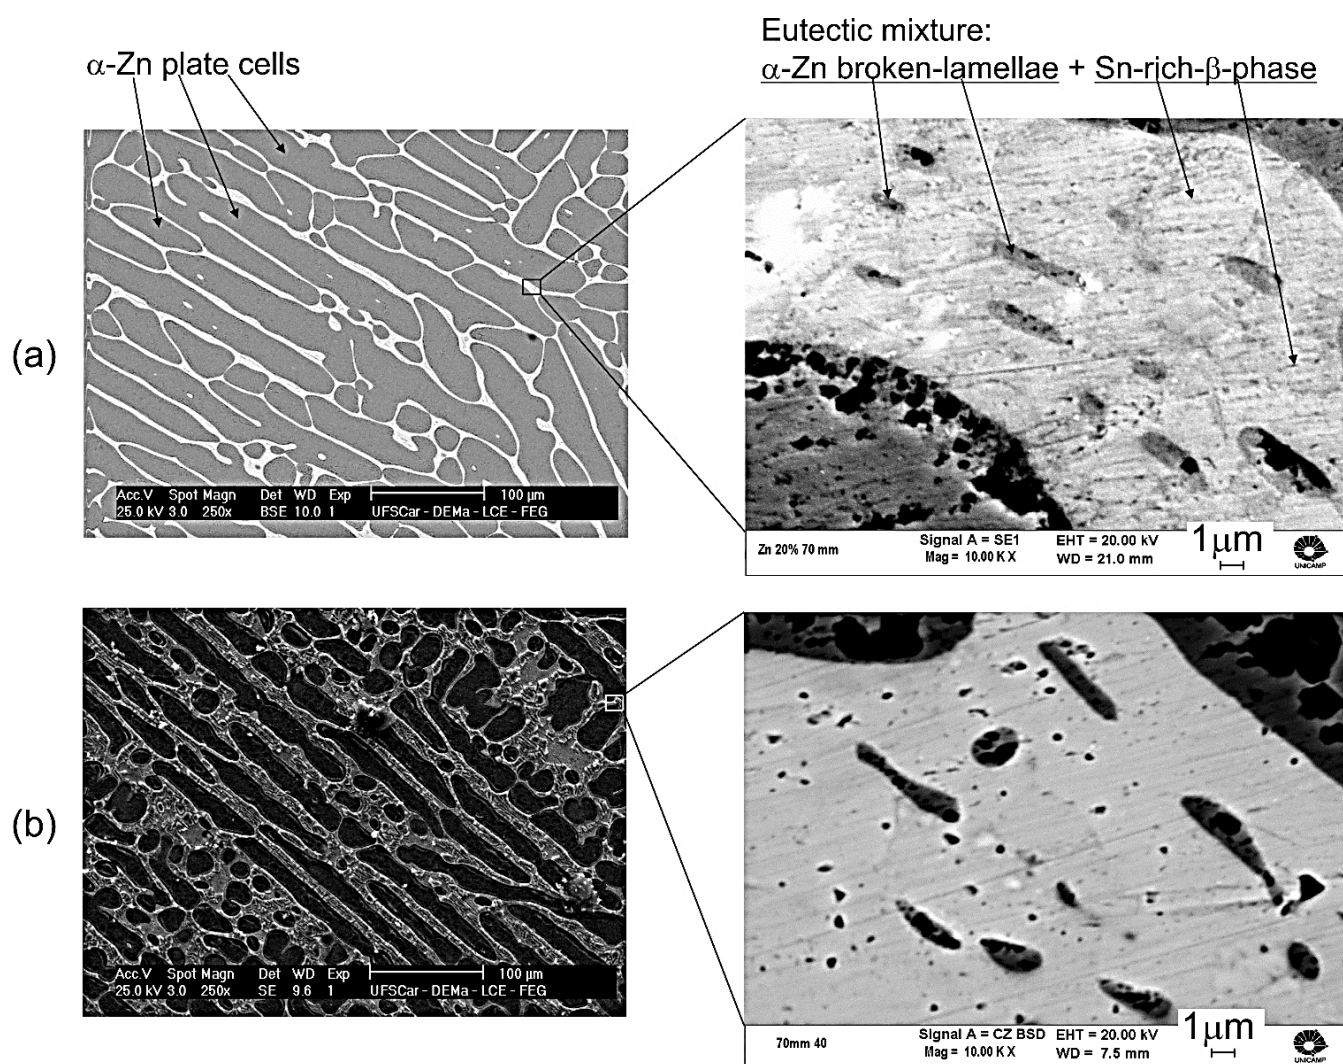 α-Zn plate cells
Eutectic mixture:
α-Zn broken-lamellae + Sn-rich-β-phase
(a)
Acc.V Spot Magn Det WD Exp
25.0 kV 3.0 250x BSE 10.0 1
100 μm
UFSCar - DEMa - LCE - FEG
Zn 20% 70 mm
Signal A = SE1
Mag = 10.00 K X
EHT = 20.00 kV
WD = 21.0 mm
1μm
UNICAMP
(b)
Acc.V Spot Magn Det WD Exp
25.0 kV 3.0 250x SE 9.6 1
100 μm
UFSCar - DEMa - LCE - FEG
70mm 40
Signal A = CZ BSD
Mag = 10.00 K X
EHT = 20.00 kV
WD = 7.5 mm
1μm
UNICAMP